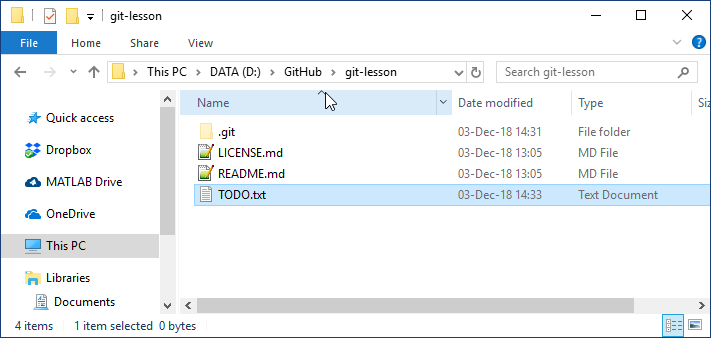 git-lesson
File Home Share View
This PC DATA (D:) GitHub git-lesson Search git-lesson
Name Date modified Type Si
Quick access
Dropbox
MATLAB Drive
OneDrive
This PC
Libraries
Documents
.git 03-Dec-18 14:31 File folder
LICENSE.md 03-Dec-18 13:05 MD File
README.md 03-Dec-18 13:05 MD File
TODO.txt 03-Dec-18 14:33 Text Document
4 items 1 item selected 0 bytes